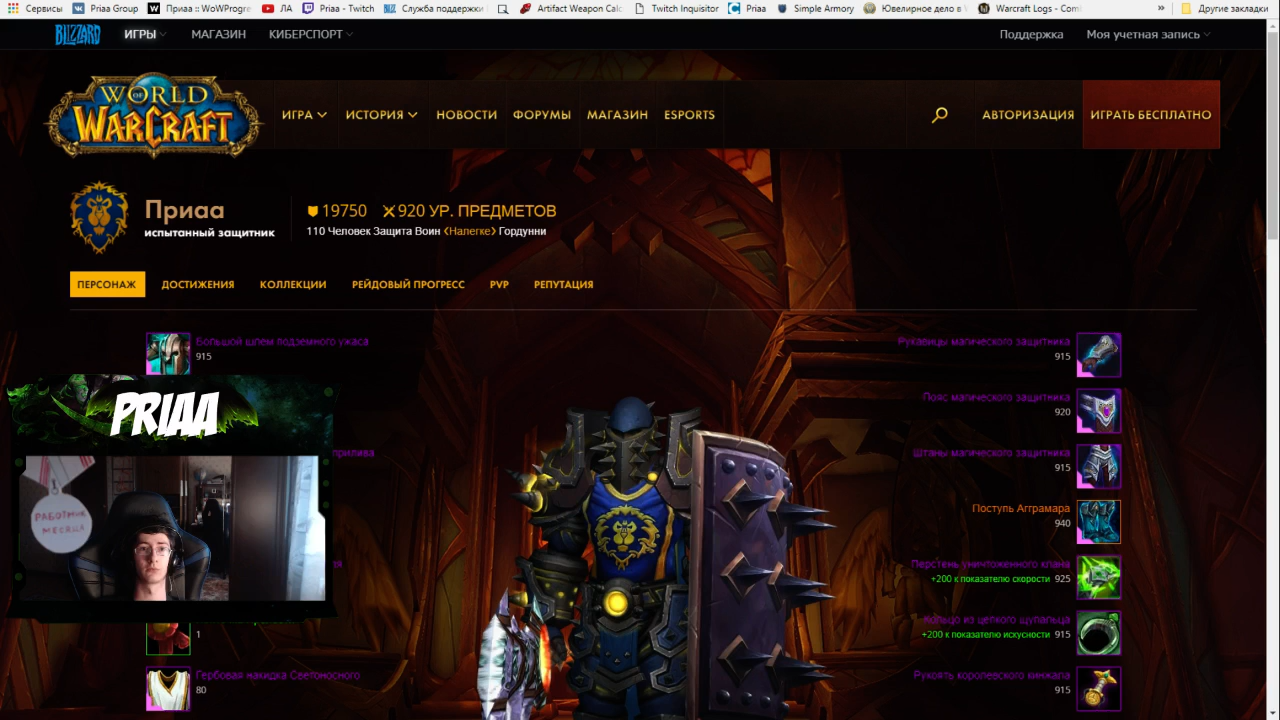 Сервисы Priaa Group Приаа :: WoWProgre ЛА Priaa - Twitch Служба поддержки Artifact Weapon Calc Twitch Inquisitor Priaa Simple Armory Ювелирное дело в Warcraft Logs - Com » Другие закладки
BLIZZARD ИГРЫ МАГАЗИН КИБЕРСПОРТ Поддержка Моя учетная запись
WORLD OF WARCRAFT
ИГРА ИСТОРИЯ НОВОСТИ ФОРУМЫ МАГАЗИН ESPORTS АВТОРИЗАЦИЯ ИГРАТЬ БЕСПЛАТНО
Приаа
испытанный защитник
19750 920 УР. ПРЕДМЕТОВ
110 Человек Защита Воин <Налегке> Гордунни
ПЕРСОНАЖ ДОСТИЖЕНИЯ КОЛЛЕКЦИИ РЕЙДОВЫЙ ПРОГРЕСС PVP РЕПУТАЦИЯ
Большой шлем подземного ужаса
915
прилива
PRIAA
РАБОТНИК
МЕСЯЦА
1
Гербовая накидка Светоносного
80
Рукавицы магического защитника
915
Пояс магического защитника
920
Штаны магического защитника
915
Поступь Агграмара
940
Перстень уничтоженного клана
+200 к показателю скорости 925
Кольцо из цепкого щупальца
+200 к показателю искусности 915
Рукоять королевского кинжала
915